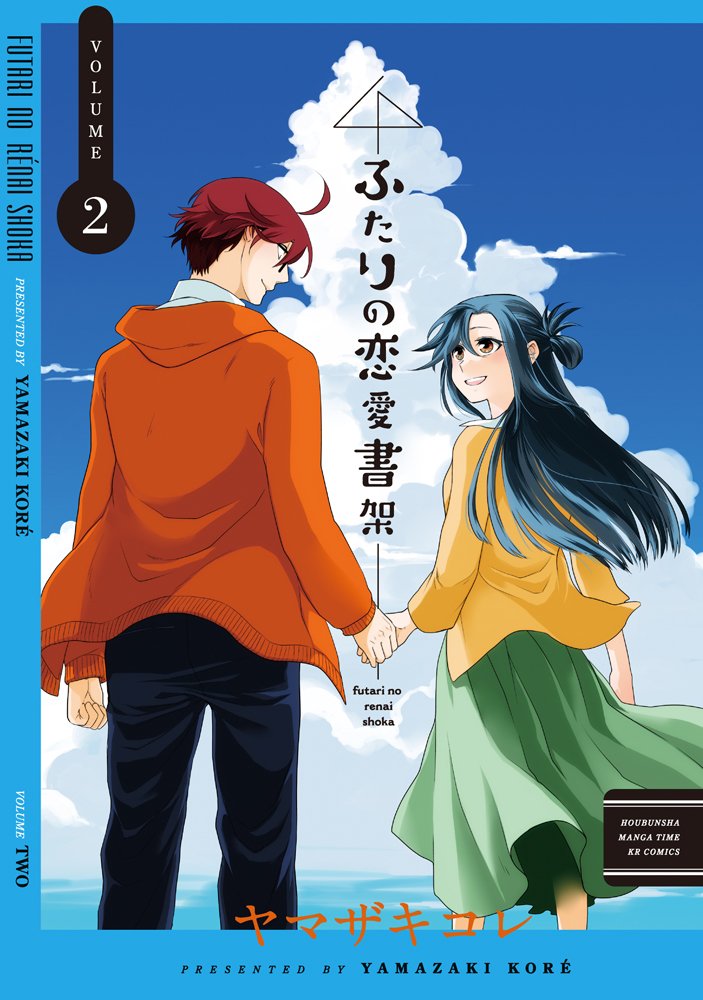 FUTARI NO RÉNAI SHOKA
PRESENTED BY YAMAZAKI KORÉ
VOLUME TWO
VOLUME
2
ふたりの恋愛書架
futari no
renai
shoka
HOUBUNSHA
MANGA TIME
KR COMICS
ヤマザキコレ
PRESENTED BY YAMAZAKI KORÉ